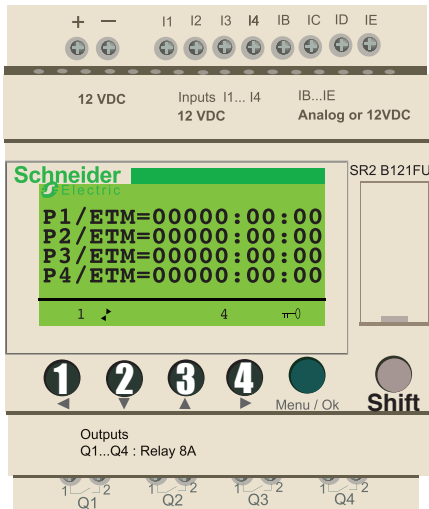 + − I1 I2 I3 I4 IB IC ID IE
12 VDC Inputs I1... I4 IB...IE
12 VDC Analog or 12VDC
Schneider
Electric
SR2 B121FU
P1/ETM=00000:00:00
P2/ETM=00000:00:00
P3/ETM=00000:00:00
P4/ETM=00000:00:00
1 4
1 2 3 4
Menu / Ok
Shift
Outputs
Q1...Q4 : Relay 8A
1 2 1 2 1 2 1 2
Q1 Q2 Q3 Q4